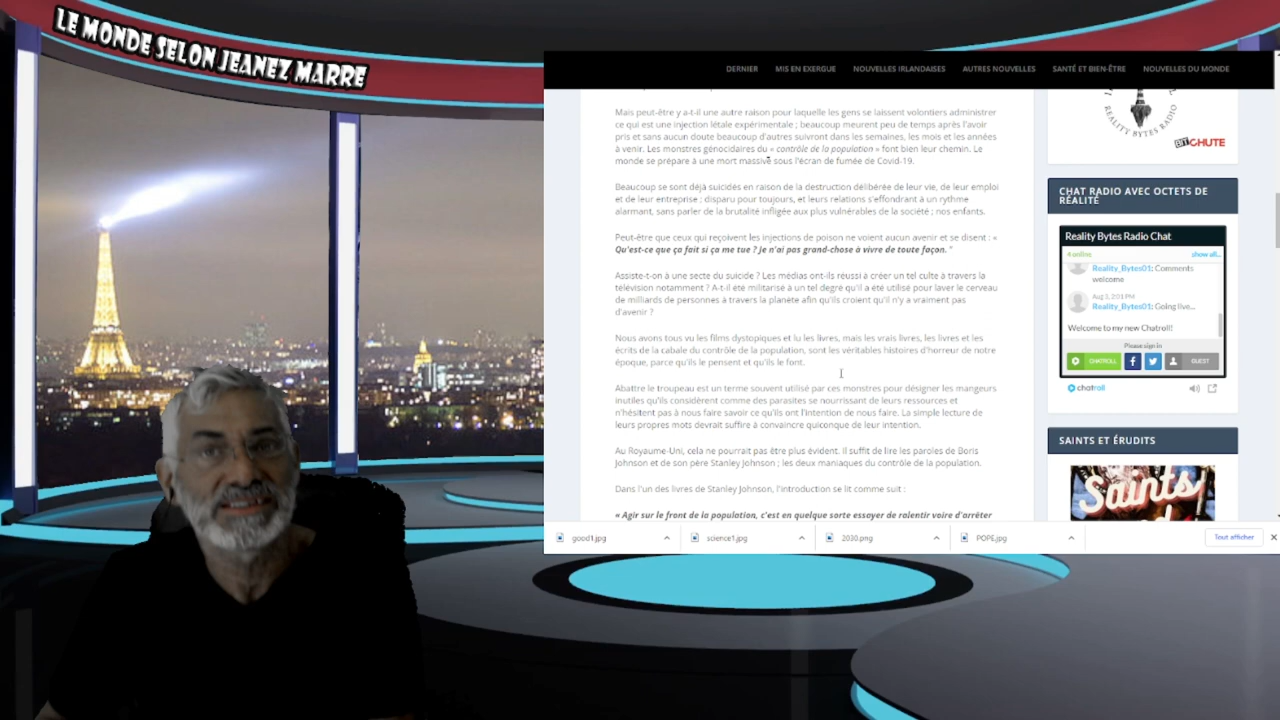 LE MONDE SELON JEANEZ MARRE
DERNIER MIS EN EXERGUE NOUVELLES IRLANDAISES AUTRES NOUVELLES SANTÉ ET BIEN-ÊTRE NOUVELLES DU MONDE
Mais peut-être y a-t-il une autre raison pour laquelle les gens se laissent volontiers administrer
ce qui est une injection létale expérimentale ; beaucoup meurent peu de temps après l'avoir
pris et sans aucun doute beaucoup d'autres suivront dans les semaines, les mois et les années
à venir. Les monstres génocidaires du « contrôle de la population » font bien leur chemin. Le
monde se prépare à une mort massive sous l'écran de fumée de Covid-19.
Beaucoup se sont déjà suicidés en raison de la destruction délibérée de leur vie, de leur emploi
et de leur entreprise ; disparu pour toujours, et leurs relations s'effondrant à un rythme
alarmant, sans parler de la brutalité infligée aux plus vulnérables de la société ; nos enfants.
Peut-être que ceux qui reçoivent les injections de poison ne voient aucun avenir et se disent : «
Qu'est-ce que ça fait si ça me tue ? Je n'ai pas grand-chose à vivre de toute façon. "
Assiste-t-on à une secte du suicide ? Les médias ont-ils réussi à créer un tel culte à travers la
télévision notamment ? A-t-il été militarisé à un tel degré qu'il a été utilisé pour laver le cerveau
de milliards de personnes à travers la planète afin qu'ils croient qu'il n'y a vraiment pas
d'avenir ?
Nous avons tous vu les films dystopiques et lu les livres, mais les vrais livres, les livres et les
écrits de la cabale du contrôle de la population, sont les véritables histoires d'horreur de notre
époque, parce qu'ils le pensent et qu'ils le font.
Abattre le troupeau est un terme souvent utilisé par ces monstres pour désigner les mangeurs
inutiles qu'ils considèrent comme des parasites se nourrissant de leurs ressources et
n'hésitent pas à nous faire savoir ce qu'ils ont l'intention de nous faire. La simple lecture de
leurs propres mots devrait suffire à convaincre quiconque de leur intention.
Au Royaume-Uni, cela ne pourrait pas être plus évident. Il suffit de lire les paroles de Boris
Johnson et de son père Stanley Johnson ; les deux maniaques du contrôle de la population.
Dans l'un des livres de Stanley Johnson, l'introduction se lit comme suit :
« Agir sur le front de la population, c'est en quelque sorte essayer de ralentir voire d'arrêter
REALITY BYTES RADIO
BITCHUTE
CHAT RADIO AVEC OCTETS DE
RÉALITÉ
Reality Bytes Radio Chat
4 online show all...
Reality_Bytes01: Comments
welcome
Aug 3, 2:01 PM
Reality_Bytes01: Going live...
Welcome to my new Chatroll!
Please sign in
CHATROLL GUEST
chatroll
SAINTS ET ÉRUDITS
Saints
good1.jpg science1.jpg 2030.png POPE.jpg Tout afficher